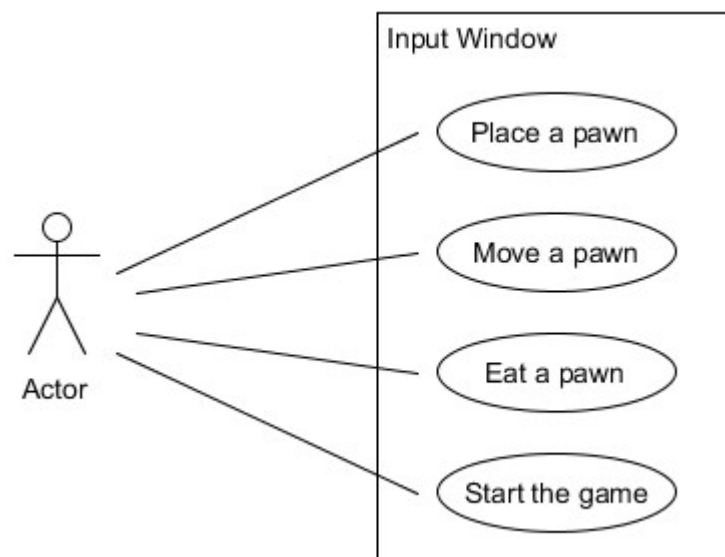 Input Window
Place a pawn
Move a pawn
Eat a pawn
Start the game
Actor